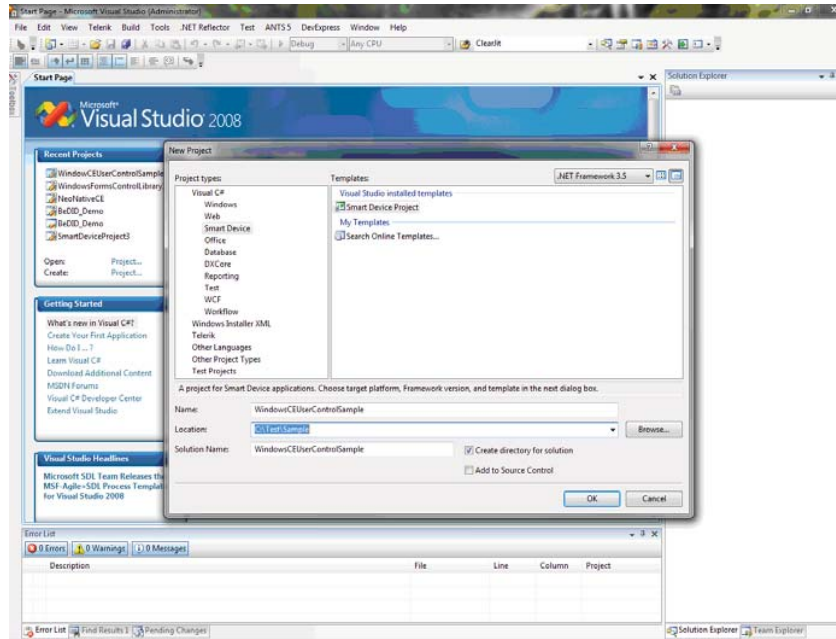 Start Page - Microsoft Visual Studio (Administrator)
File Edit View Telerik Build Tools .NET Reflector Test ANTS 5 DevExpress Window Help
Debug Any CPU ClearIt
Toolbox
Start Page
Solution Explorer
Microsoft®
Visual Studio 2008
Recent Projects
WindowCEUserControlSample
WindowsFormsControlLibrary
NeoNativeCE
BeDID_Demo
BeDID_Demo
SmartDeviceProject3
Open: Project...
Create: Project...
Getting Started
What's new in Visual C#?
Create Your First Application
How Do I ... ?
Learn Visual C#
Download Additional Content
MSDN Forums
Visual C# Developer Center
Extend Visual Studio
Visual Studio Headlines
Microsoft SDL Team Releases the
MSF-Agile+SDL Process Templat
for Visual Studio 2008
New Project
Project types:
Templates:
.NET Framework 3.5
Visual C#
Windows
Web
Smart Device
Office
Database
DXCore
Reporting
Test
WCF
Workflow
Windows Installer XML
Telerik
Other Languages
Other Project Types
Test Projects
Visual Studio installed templates
Smart Device Project
My Templates
Search Online Templates...
A project for Smart Device applications. Choose target platform, Framework version, and template in the next dialog box.
Name: WindowsCEUserControlSample
Location: C:\Test\Sample
Browse...
Solution Name: WindowsCEUserControlSample
Create directory for solution
Add to Source Control
OK Cancel
Error List
0 Errors 0 Warnings 0 Messages
Description File Line Column Project
Error List Find Results 1 Pending Changes
Solution Explorer Team Explorer